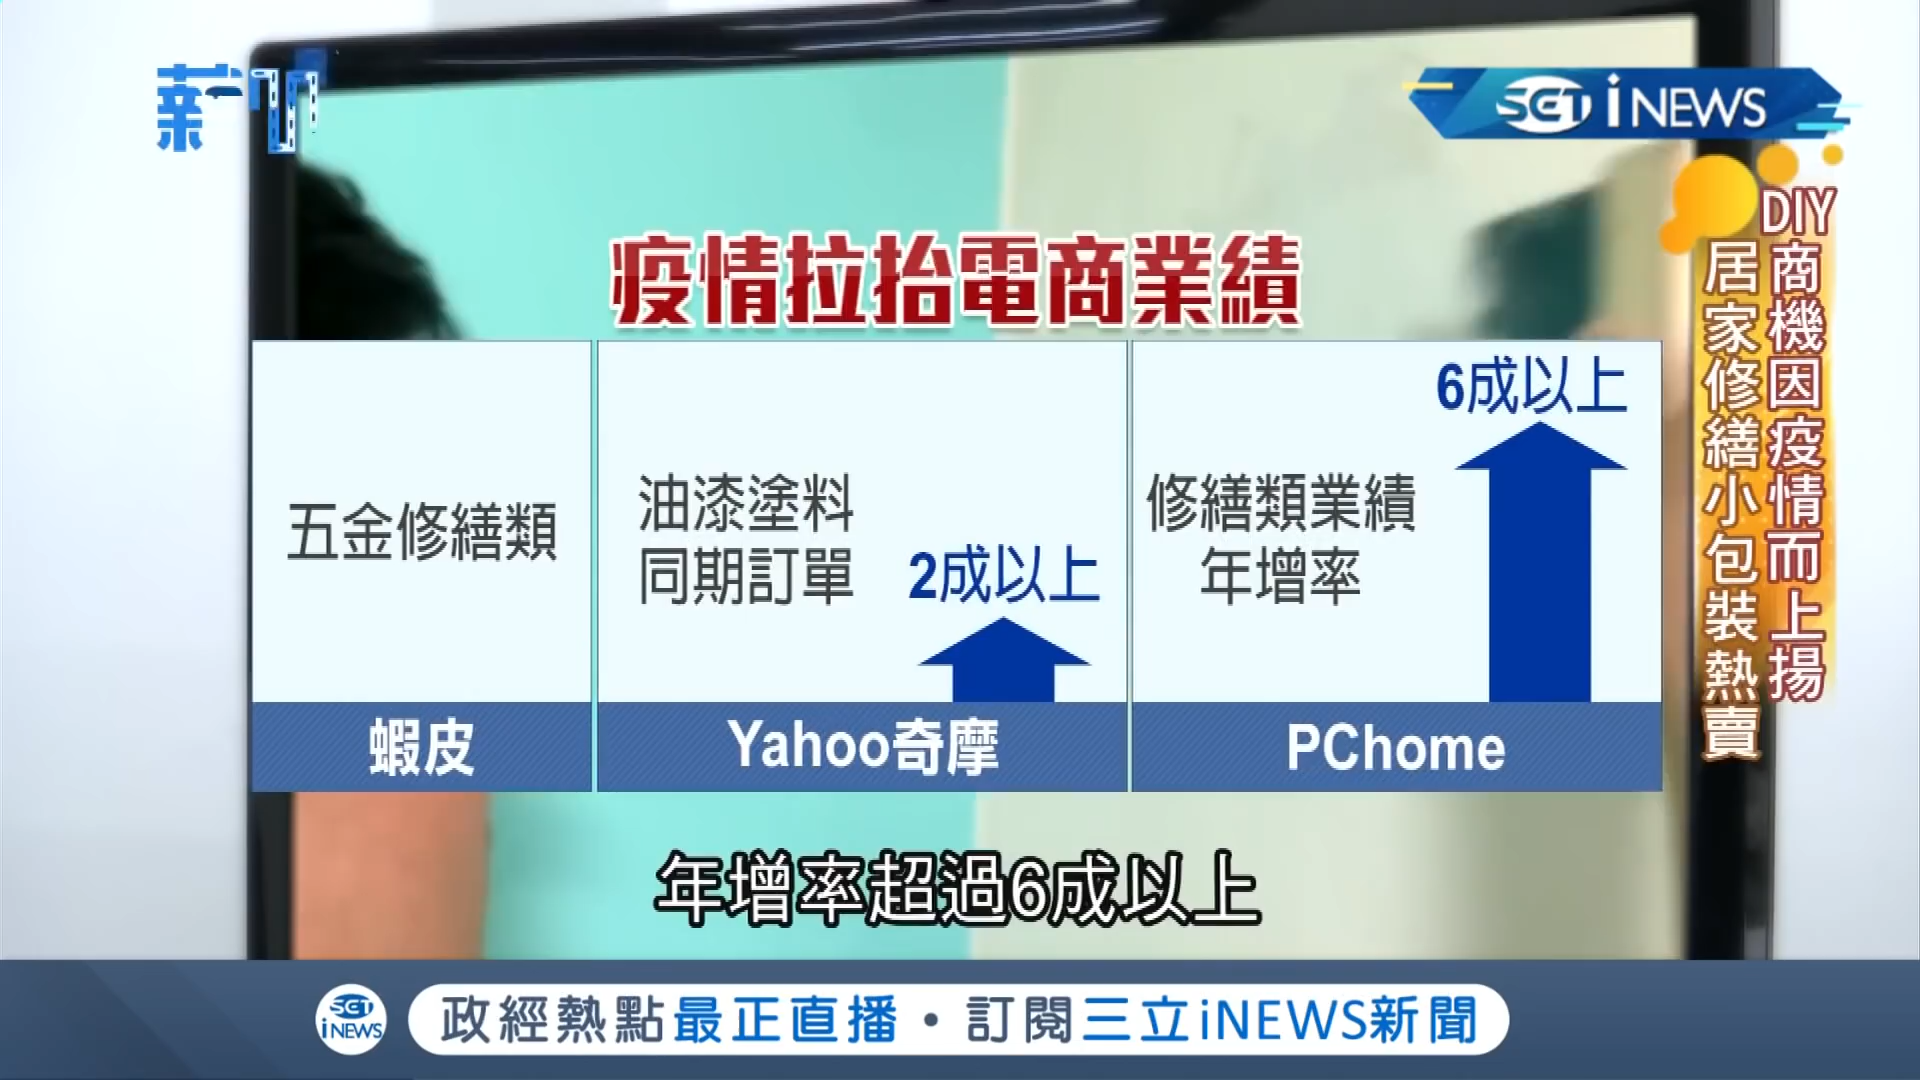 SET iNEWS
DIY商機因疫情而上揚
居家修繕小包裝熱賣
疫情拉抬電商業績
五金修繕類
蝦皮
油漆塗料
同期訂單
2成以上
Yahoo奇摩
修繕類業績
年增率
6成以上
PChome
年增率超過6成以上
SET
iNEWS
政經熱點最正直播・訂閱三立iNEWS新聞